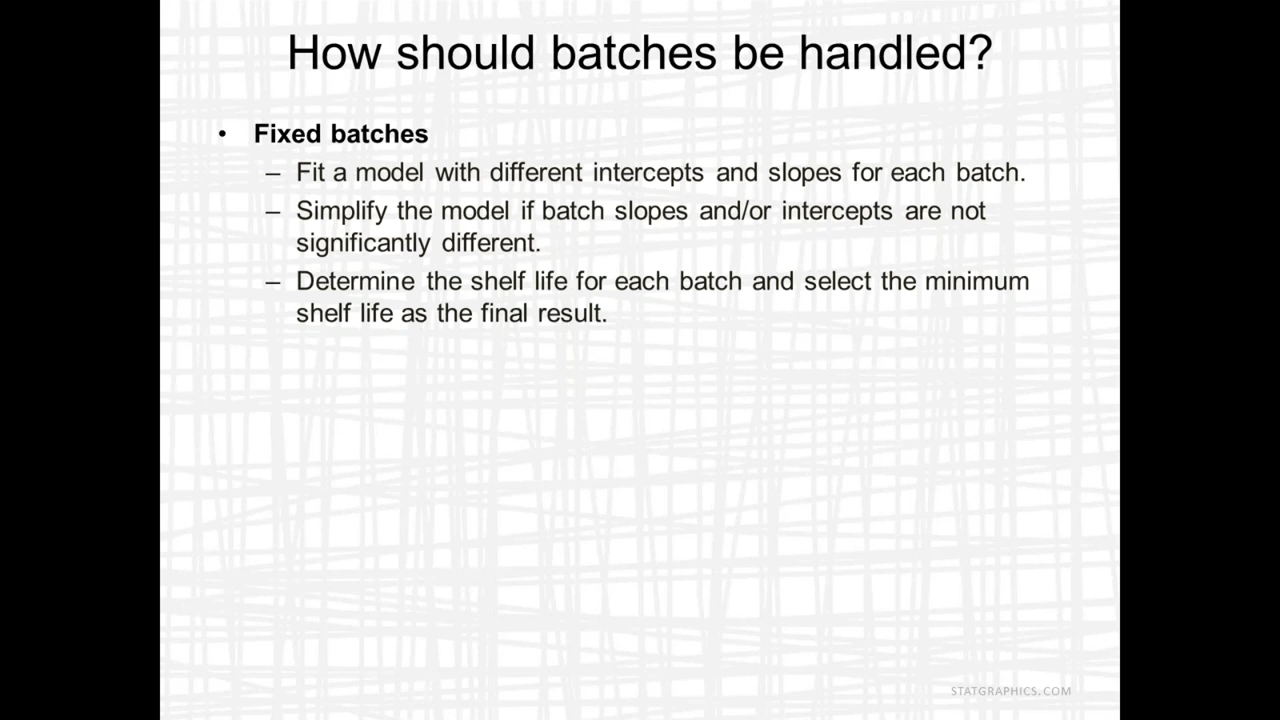 How should batches be handled?
• Fixed batches
– Fit a model with different intercepts and slopes for each batch.
– Simplify the model if batch slopes and/or intercepts are not
significantly different.
– Determine the shelf life for each batch and select the minimum
shelf life as the final result.
STATGRAPHICS.COM